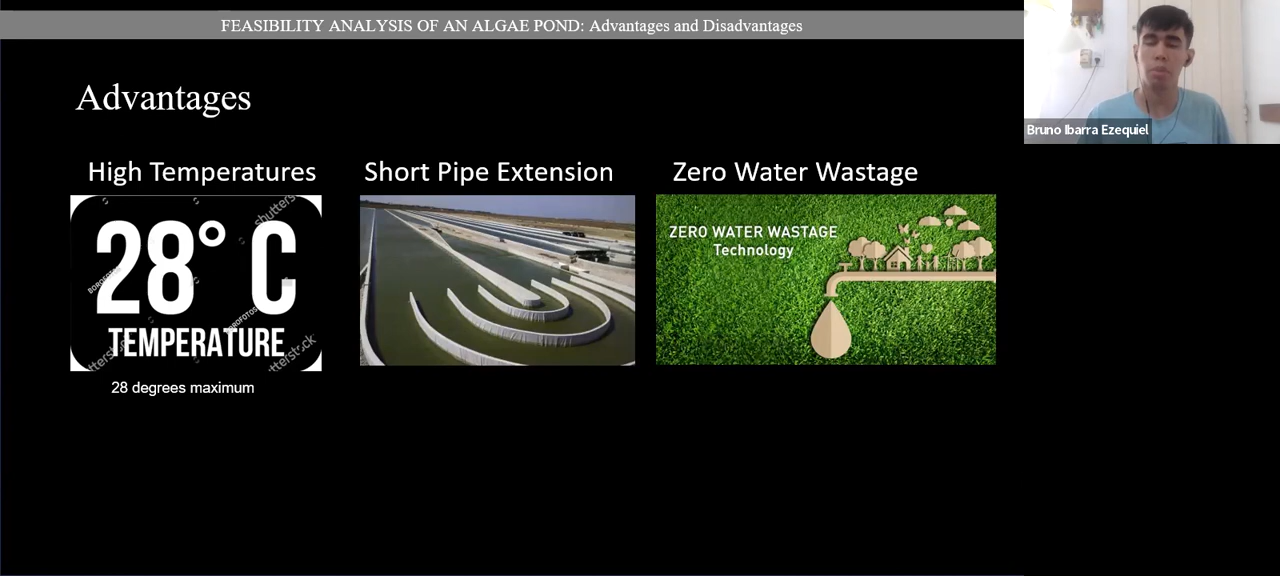 FEASIBILITY ANALYSIS OF AN ALGAE POND: Advantages and Disadvantages
Bruno Ibarra Ezequiel
Advantages
High Temperatures
Short Pipe Extension
Zero Water Wastage
28° C
TEMPERATURE
shutters
ZERO WATER WASTAGE
Technology
28 degrees maximum